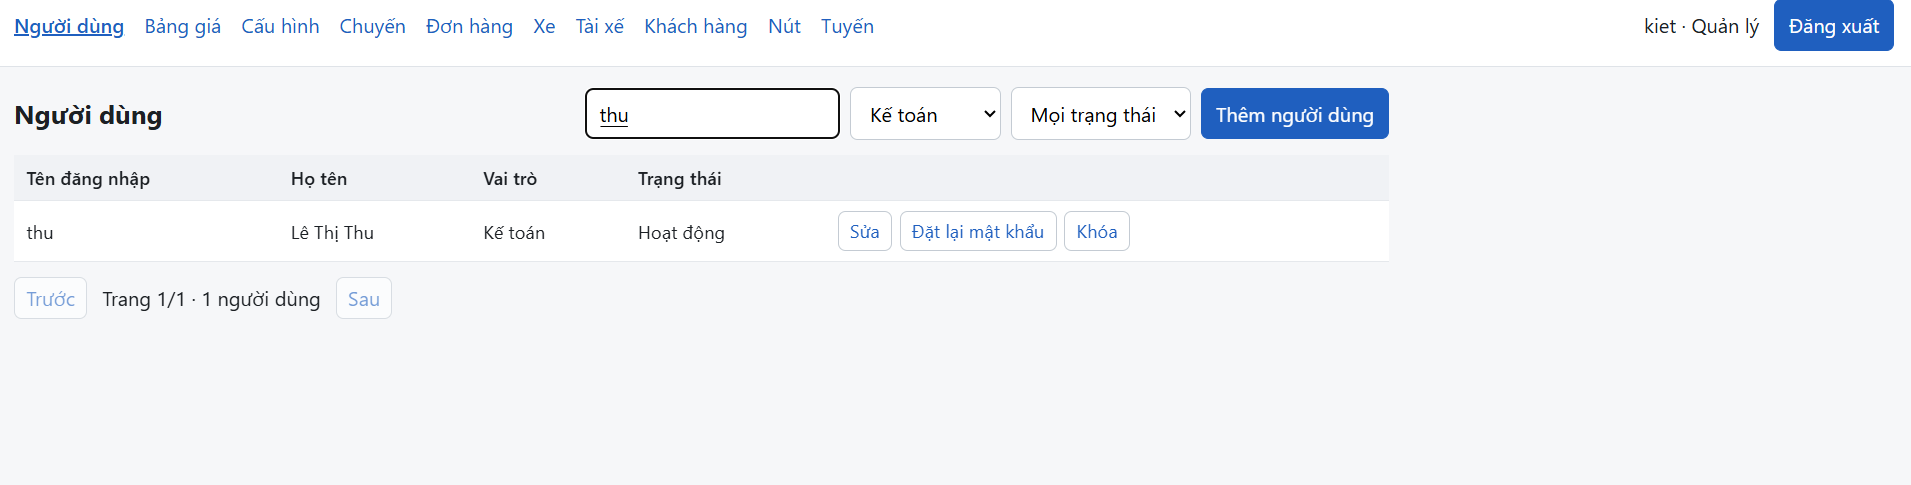 Người dùng Bảng giá Cấu hình Chuyến Đơn hàng Xe Tài xế Khách hàng Nút Tuyến kiet · Quản lý Đăng xuất
Người dùng thu Kế toán Mọi trạng thái Thêm người dùng
Tên đăng nhập Họ tên Vai trò Trạng thái
thu Lê Thị Thu Kế toán Hoạt động Sửa Đặt lại mật khẩu Khóa
Trước Trang 1/1 · 1 người dùng Sau